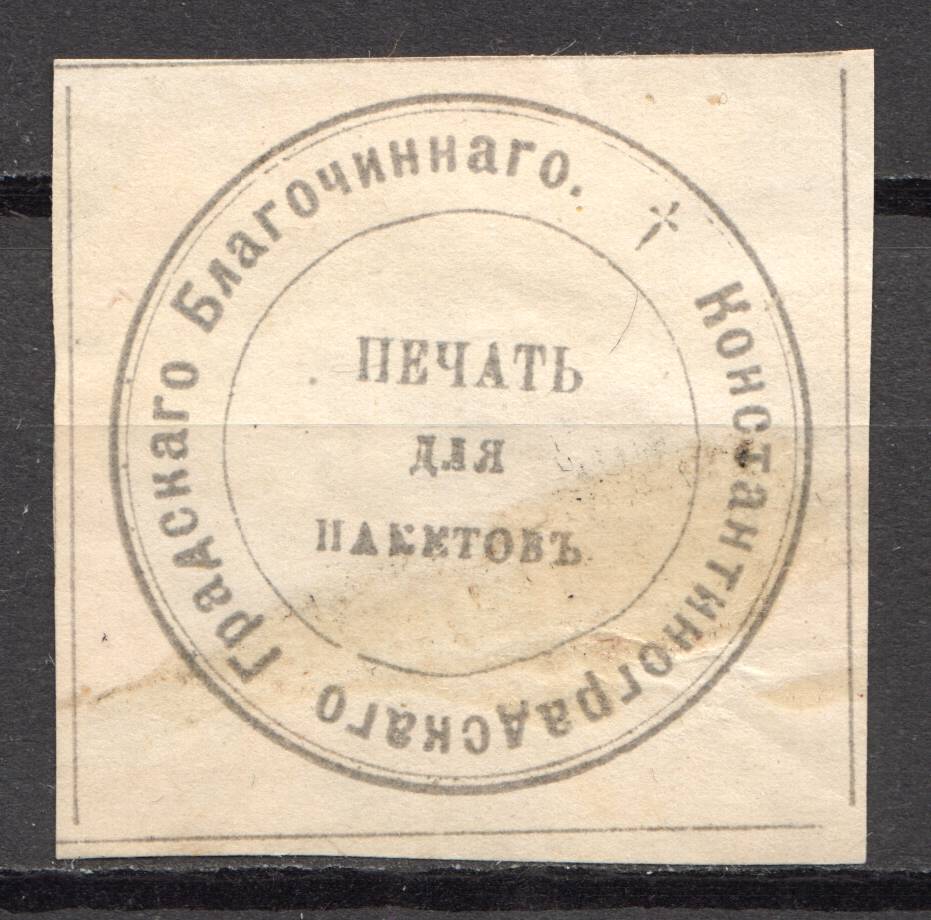 Константиноградскаго Градскаго Благочиннаго.
ПЕЧАТЬ
ДЛЯ
ПАКЕТОВЪ